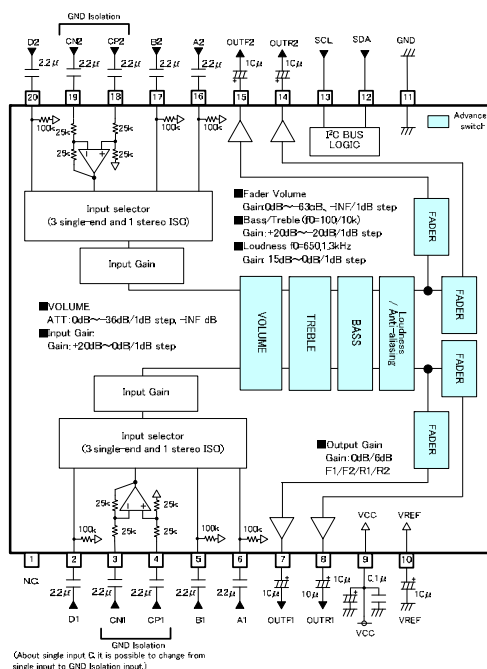 GND Isolation
D2 CN2 CP2 B2 A2 OUTF2 OUTR2 SCL SDA GND
2.2μ 2.2μ 2.2μ 2.2μ 2.2μ 10μ 10μ
20 19 18 17 16 15 14 13 12 11
100k 25k 25k 100k 100k
25k 25k
I²C BUS
LOGIC
Advanced
switch
Input selector
(3 single-end and 1 stereo ISO)
■Fader Volume
Gain:0dB~-63dB, -INF/1dB step
■Bass/Treble (f0=100/10k)
Gain: +20dB~-20dB/1dB step
■Loudness f0=650,1.3kHz
Gain: 15dB~0dB/1dB step
FADER
Input Gain
■VOLUME
ATT: 0dB~-36dB/1dB step, -INF dB
■Input Gain
Gain: +20dB~0dB/1dB step
VOLUME
TREBLE
BASS
Loudness
/ Anti-aliasing
FADER
FADER
Input Gain
Input selector
(3 single-end and 1 stereo ISO)
■Output Gain
Gain: 0dB/6dB
F1/F2/R1/R2
FADER
25k 25k
100k 25k 25k 100k 100k
VCC VREF
1 2 3 4 5 6 7 8 9 10
N.C. 2.2μ 2.2μ 2.2μ 2.2μ 2.2μ 10μ 10μ 10μ 0.1μ 10μ
D1 CN1 CP1 B1 A1 OUTF1 OUTR1 VCC VREF
GND Isolation
(About single input C, it is possible to change from
single input to GND Isolation input.)